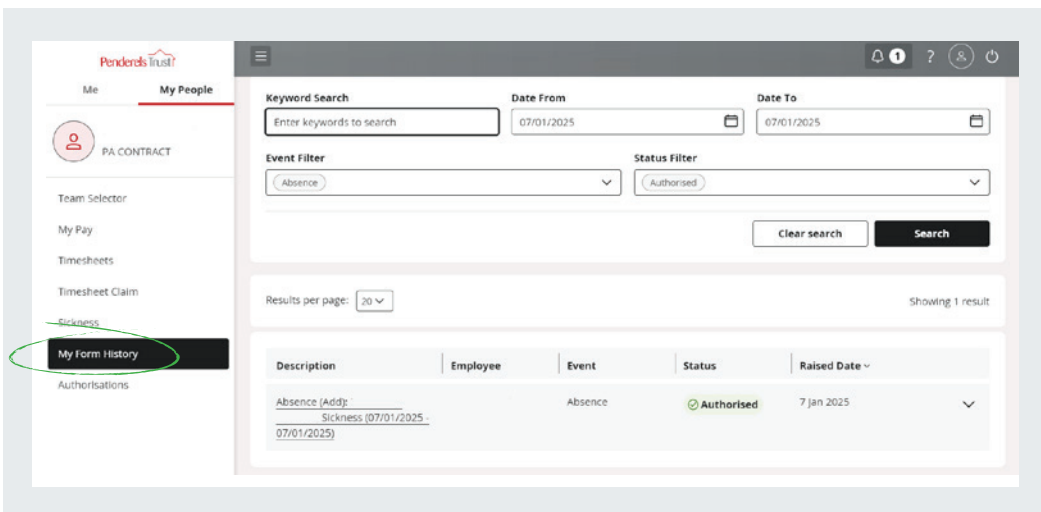 Penderels Trust
1 ?
Me My People
PA CONTRACT
Team Selector
My Pay
Timesheets
Timesheet Claim
Sickness
My Form History
Authorisations
Keyword Search Date From Date To
Enter keywords to search 07/01/2025 07/01/2025
Event Filter Status Filter
Absence Authorised
Clear search Search
Results per page: 20 Showing 1 result
Description Employee Event Status Raised Date
Absence (Add): Absence Authorised 7 Jan 2025
Sickness (07/01/2025 -
07/01/2025)